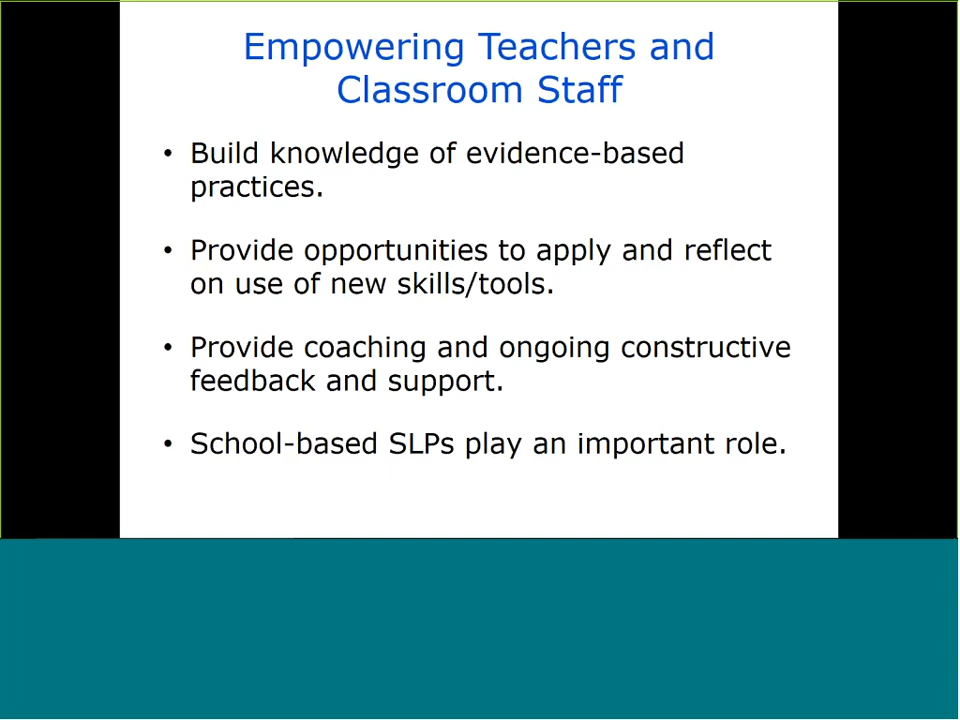 Empowering Teachers and
Classroom Staff
• Build knowledge of evidence-based
practices.
• Provide opportunities to apply and reflect
on use of new skills/tools.
• Provide coaching and ongoing constructive
feedback and support.
• School-based SLPs play an important role.